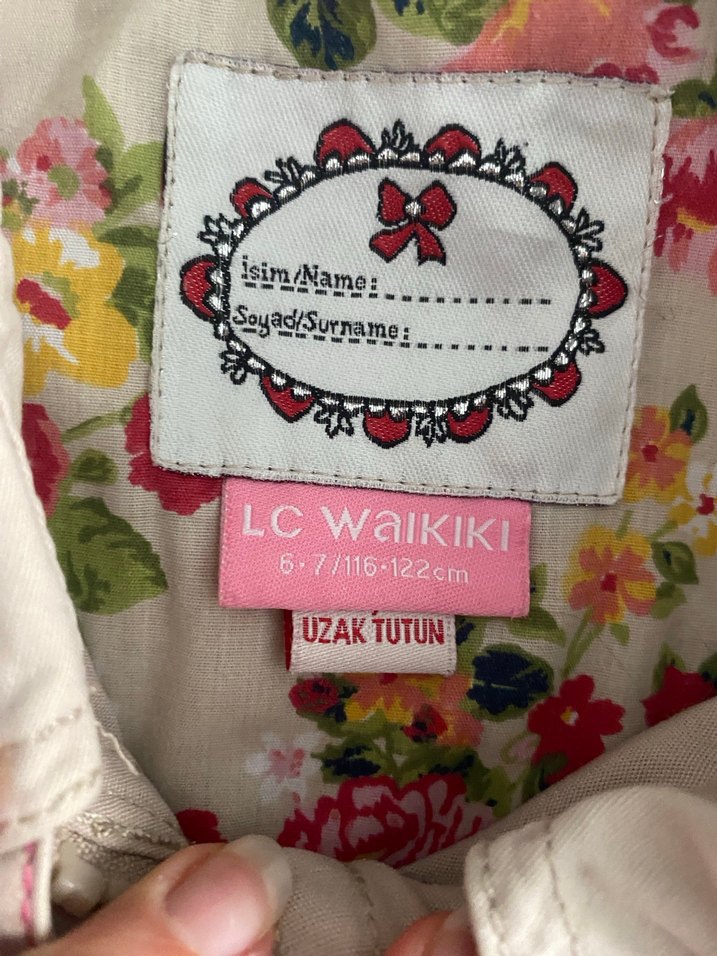 İsim/Name:
Soyad/Surname:
LC WAIKIKI
6-7/116-122cm
UZAK TUTUN